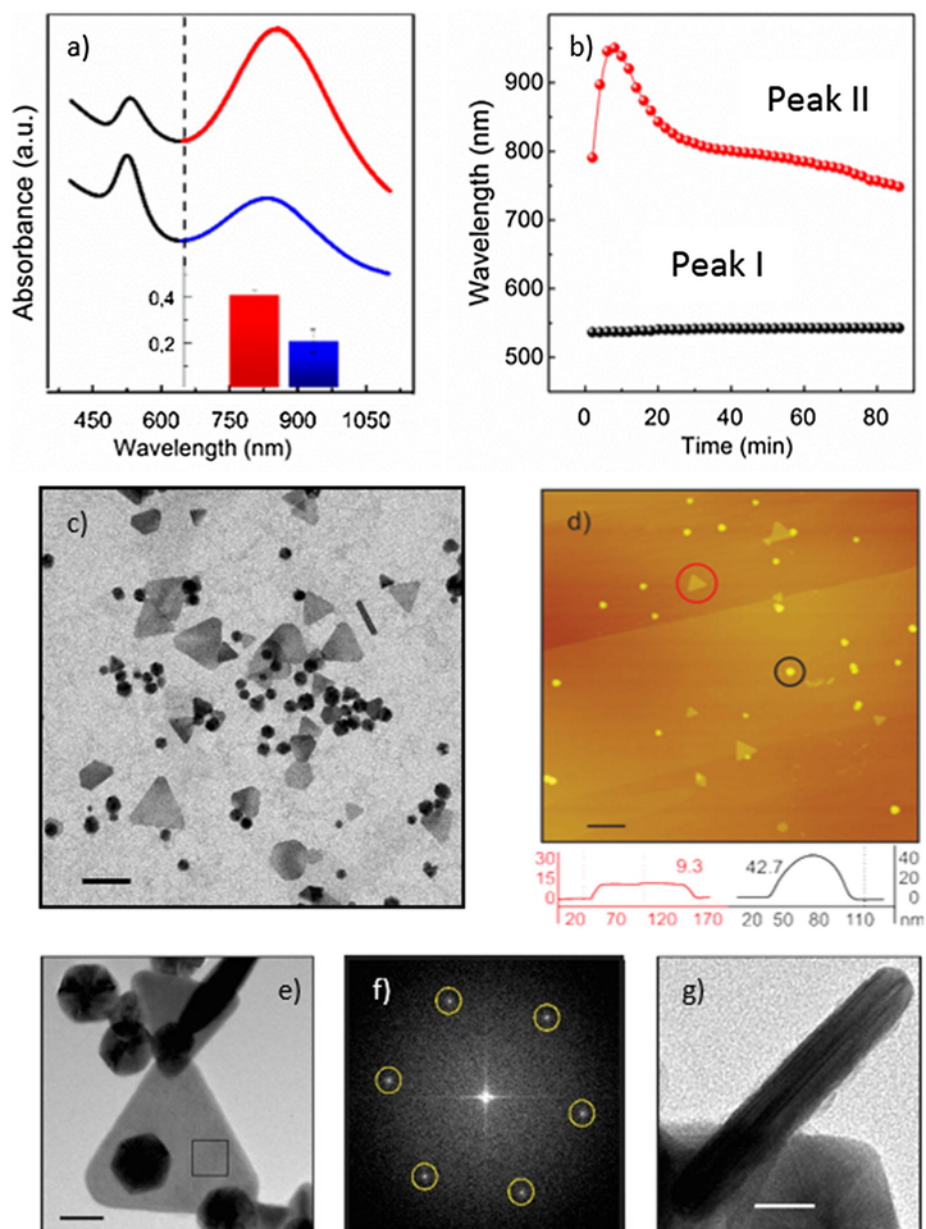 a)
Absorbance (a.u.)
0,4
0,2
450 600 750 900 1050
Wavelength (nm)
b)
Peak II
Peak I
Wavelength (nm)
900
800
700
600
500
0 20 40 60 80
Time (min)
c)
d)
30
15
0
9.3
20 70 120 170
42.7
40
20
0
20 50 80 110 nm
e)
f)
g)